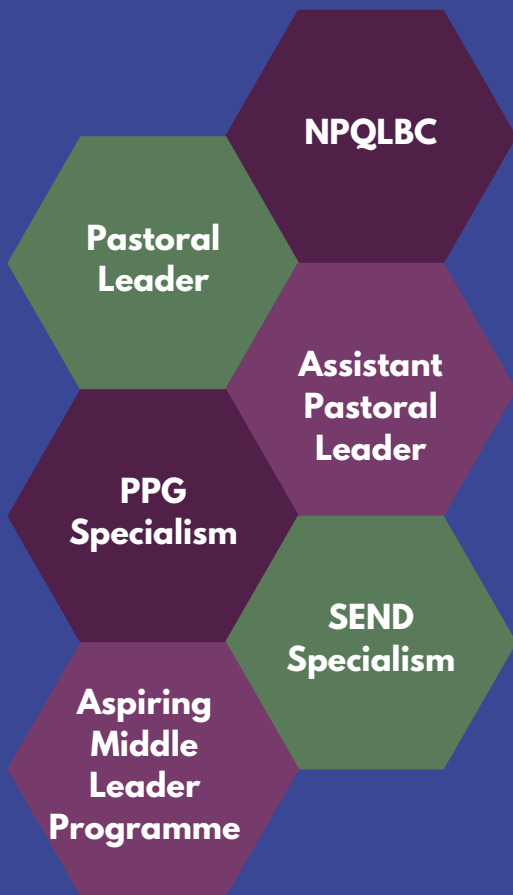 NPQLBC
Pastoral
Leader
Assistant
Pastoral
Leader
PPG
Specialism
SEND
Specialism
Aspiring
Middle
Leader
Programme